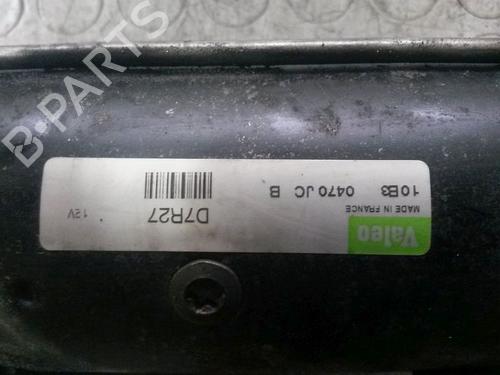 Valeo
MADE IN FRANCE
10B3 0470 JC B
D7R27
12V
B-PARTS